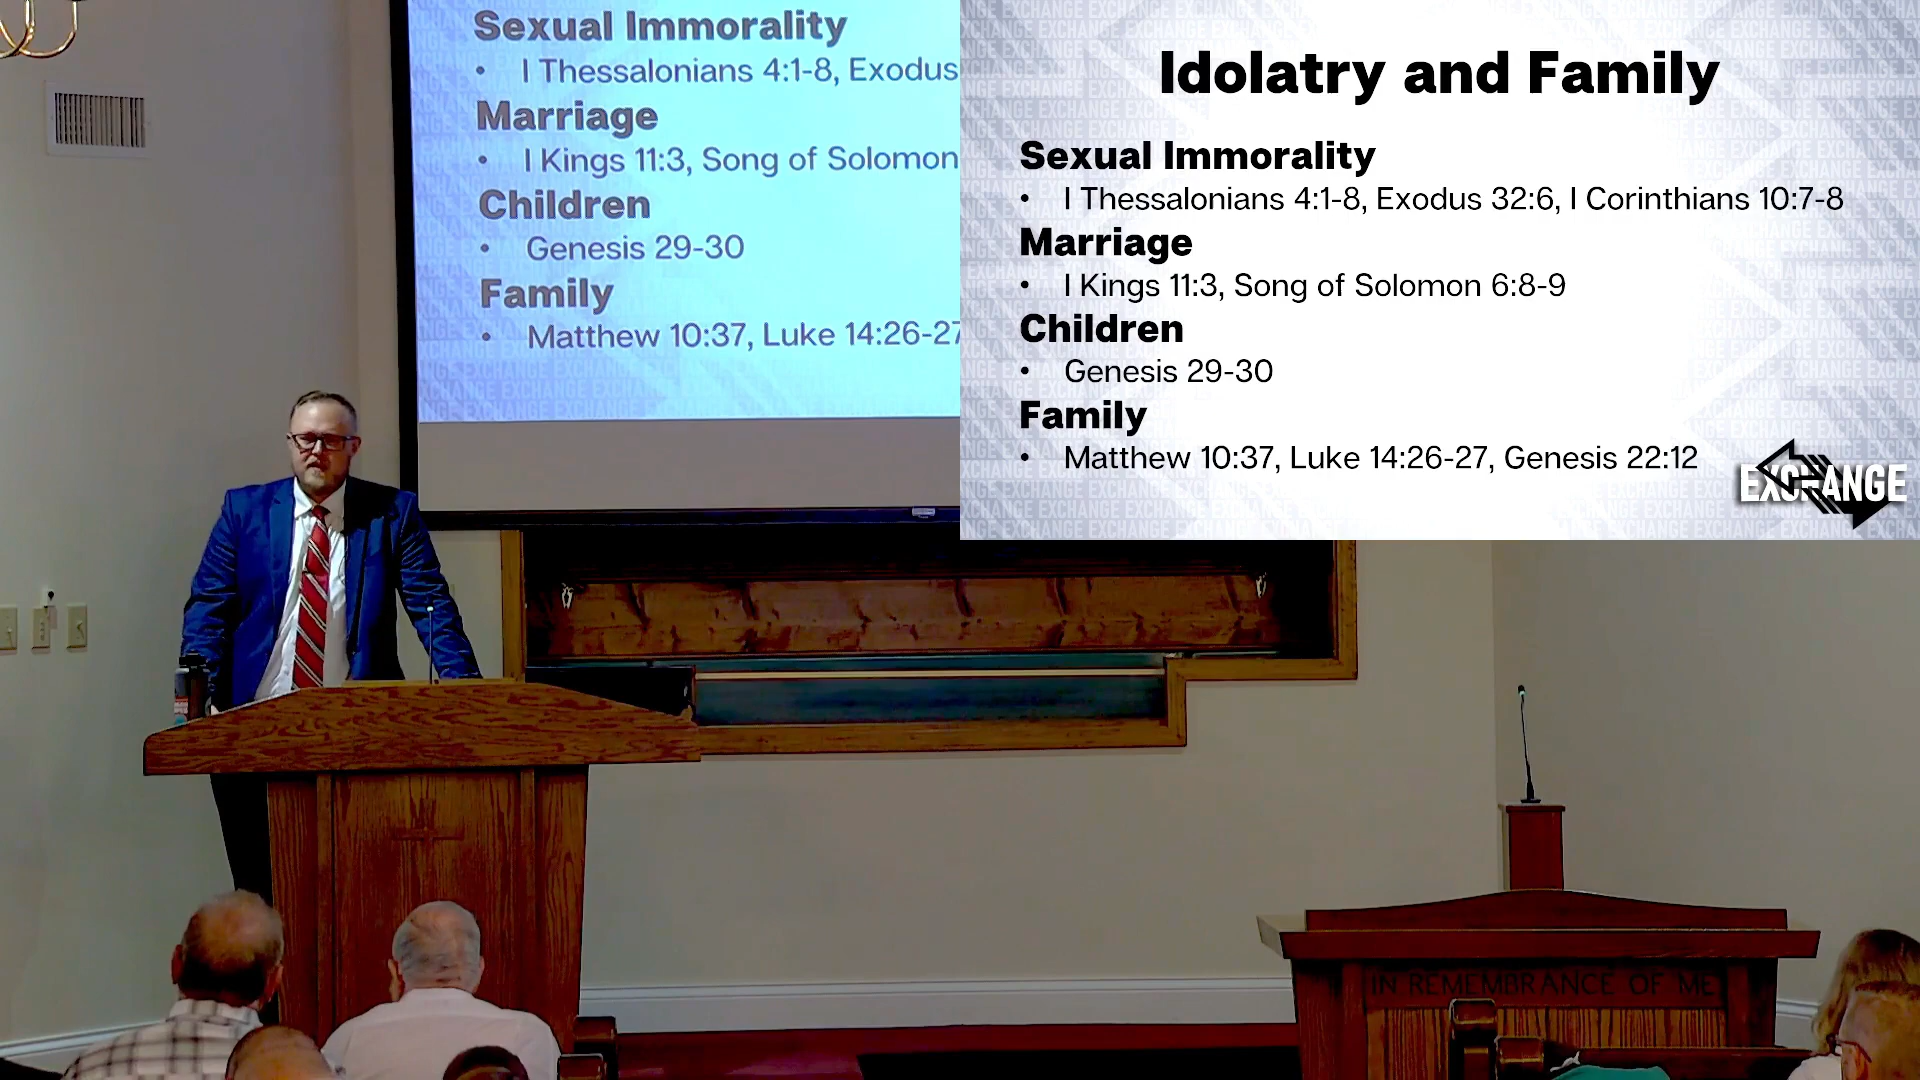 Sexual Immorality
• I Thessalonians 4:1-8, Exodus
Marriage
• I Kings 11:3, Song of Solomon
Children
• Genesis 29-30
Family
• Matthew 10:37, Luke 14:26-27
Idolatry and Family
Sexual Immorality
• I Thessalonians 4:1-8, Exodus 32:6, I Corinthians 10:7-8
Marriage
• I Kings 11:3, Song of Solomon 6:8-9
Children
• Genesis 29-30
Family
• Matthew 10:37, Luke 14:26-27, Genesis 22:12
EXCHANGE
IN REMEMBRANCE OF ME